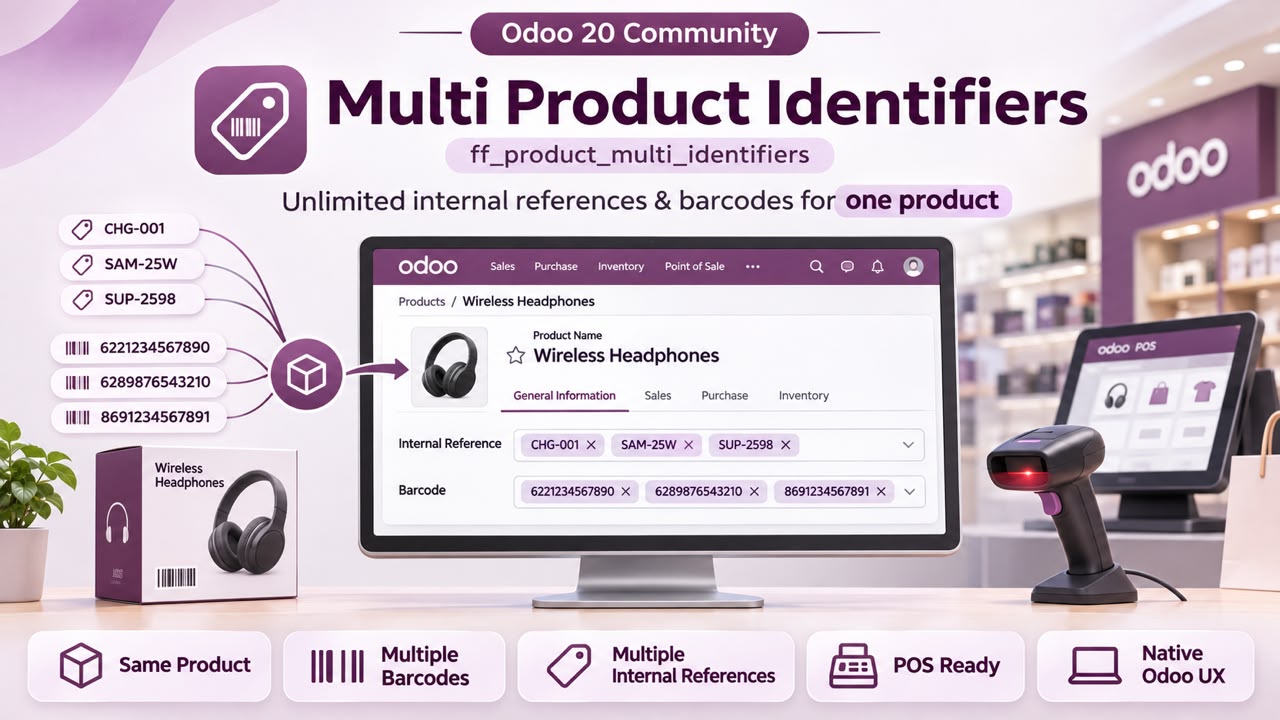 Odoo 20 Community
Multi Product Identifiers
ff_product_multi_identifiers
Unlimited internal references & barcodes for one product
CHG-001
SAM-25W
SUP-2598
6221234567890
6289876543210
8691234567891
odoo
Sales
Purchase
Inventory
Point of Sale
Products / Wireless Headphones
Product Name
Wireless Headphones
General Information
Sales
Purchase
Inventory
Internal Reference
CHG-001
SAM-25W
SUP-2598
Barcode
6221234567890
6289876543210
8691234567891
Wireless
Headphones
odoo
odoo POS
Same Product
Multiple
Barcodes
Multiple
Internal References
POS Ready
Native
Odoo UX